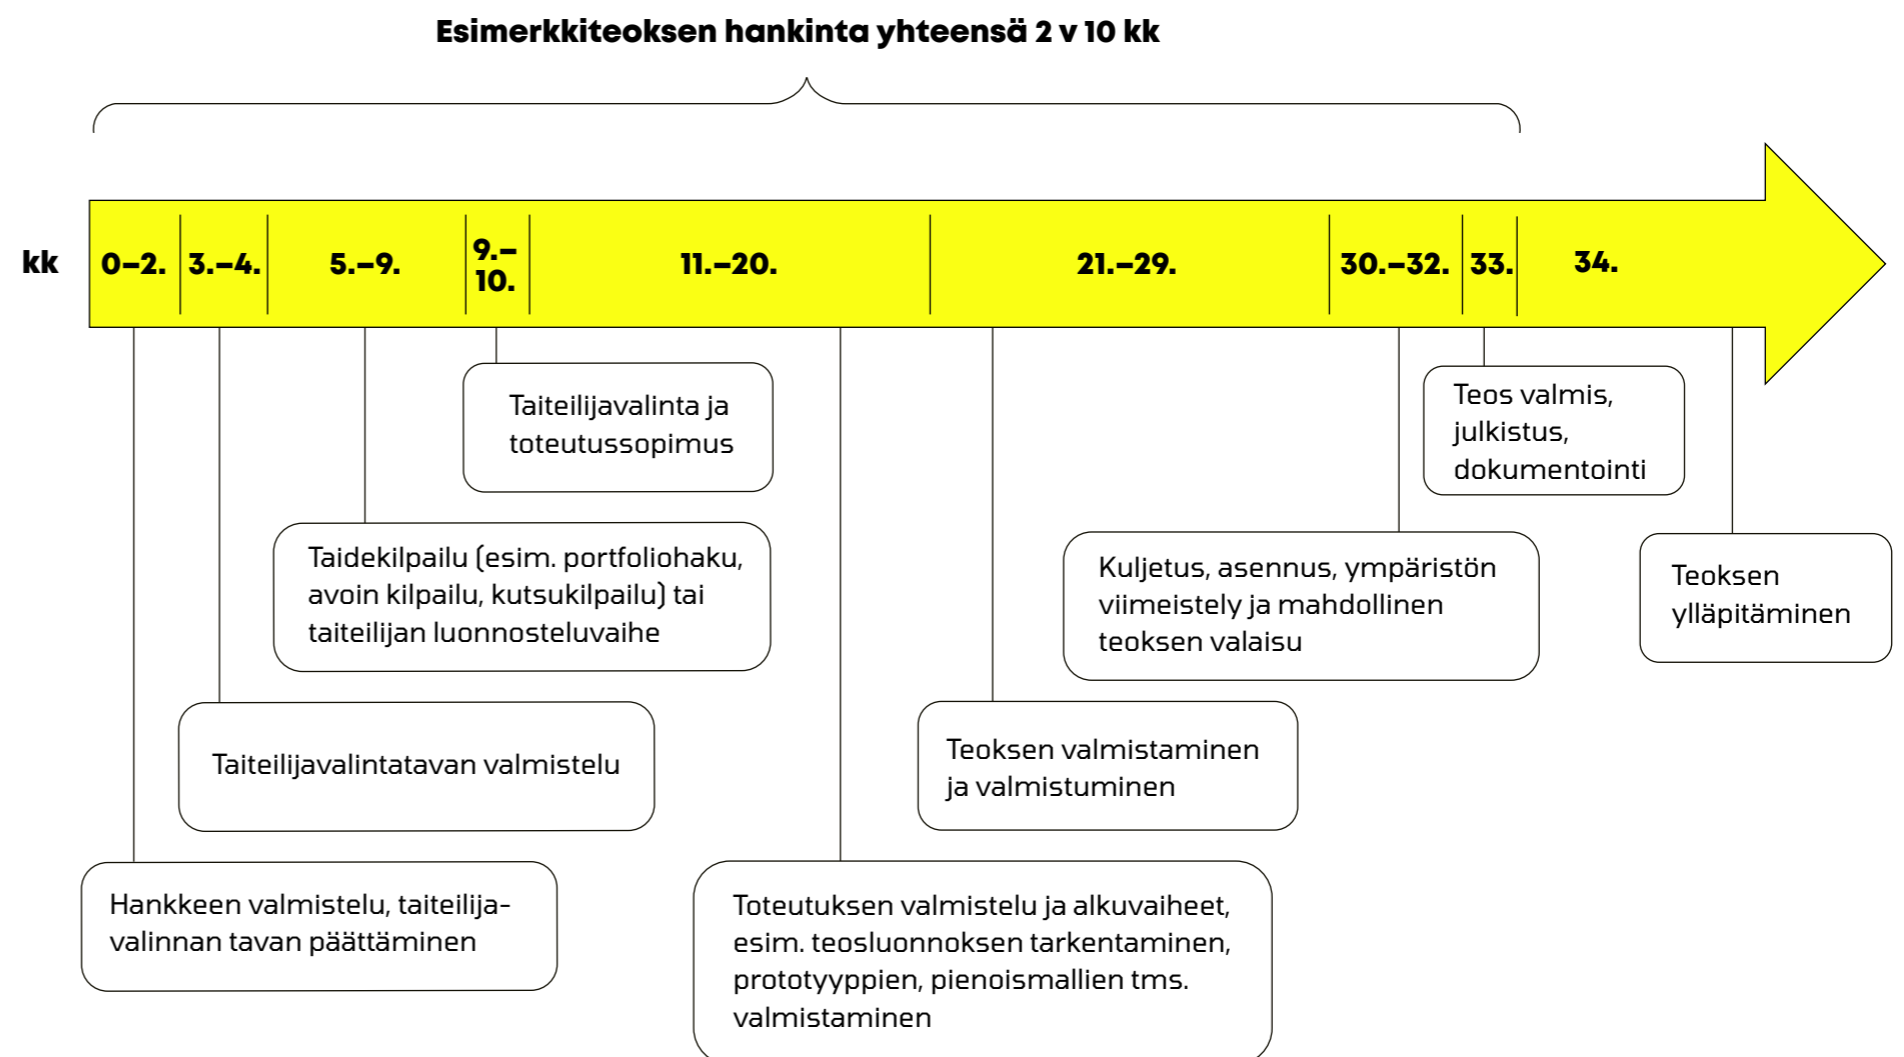 Esimerkkiteoksen hankinta yhteensä 2 v 10 kk
kk
0–2.
3.–4.
5.–9.
9.–
10.
11.–20.
21.–29.
30.–32.
33.
34.
Taiteilijavalinta ja
toteutussopimus
Teos valmis,
julkistus,
dokumentointi
Taidekilpailu (esim. portfoliohaku,
avoin kilpailu, kutsukilpailu) tai
taiteilijan luonnosteluvaihe
Kuljetus, asennus, ympäristön
viimeistely ja mahdollinen
teoksen valaisu
Teoksen
ylläpitäminen
Taiteilijavalintatavan valmistelu
Teoksen valmistaminen
ja valmistuminen
Hankkeen valmistelu, taiteilija-
valinnan tavan päättäminen
Toteutuksen valmistelu ja alkuvaiheet,
esim. teosluonnoksen tarkentaminen,
prototyyppien, pienoismallien tms.
valmistaminen